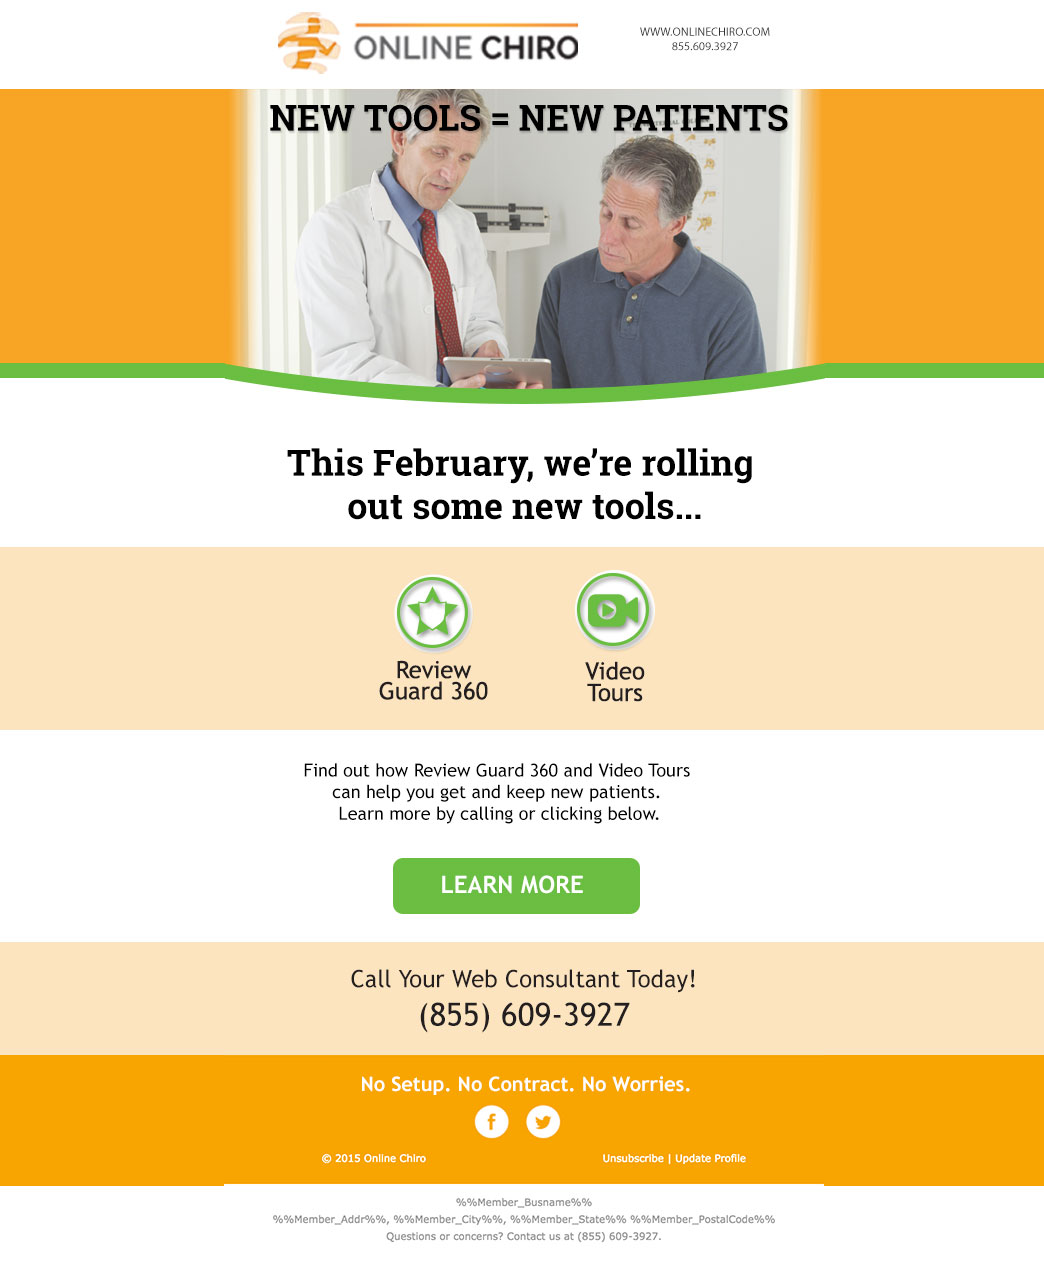 ONLINE CHIRO
WWW.ONLINECHIRO.COM
855.609.3927
NEW TOOLS = NEW PATIENTS
This February, we’re rolling
out some new tools...
Review
Guard 360
Video
Tours
Find out how Review Guard 360 and Video Tours
can help you get and keep new patients.
Learn more by calling or clicking below.
LEARN MORE
Call Your Web Consultant Today!
(855) 609-3927
No Setup. No Contract. No Worries.
© 2015 Online Chiro
Unsubscribe | Update Profile
%%Member_Busname%%
%%Member_Addr%%, %%Member_City%%, %%Member_State%% %%Member_PostalCode%%
Questions or concerns? Contact us at (855) 609-3927.